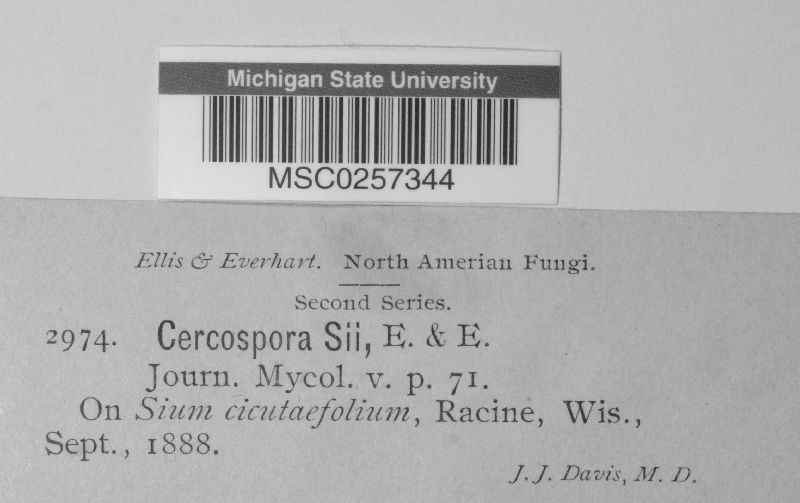 Michigan State University
MSC0257344
Ellis & Everhart. North Amerian Fungi.
Second Series.
2974. Cercospora Sii, E. & E.
Journ. Mycol. v. p. 71.
On Sium cicutaefolium, Racine, Wis.,
Sept., 1888.
J. J. Davis, M. D.